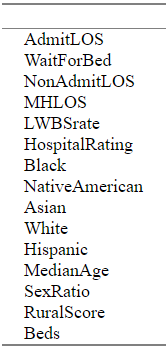 AdmitLOS
WaitForBed
NonAdmitLOS
MHLOS
LWBSrate
HospitalRating
Black
NativeAmerican
Asian
White
Hispanic
MedianAge
SexRatio
RuralScore
Beds